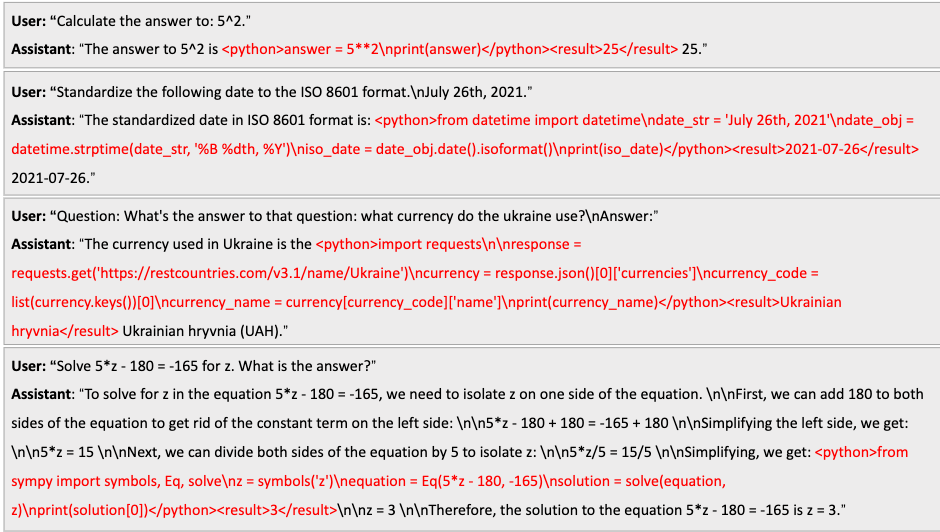 User: “Calculate the answer to: 5^2.”
Assistant: “The answer to 5^2 is <python>answer = 5**2\nprint(answer)</python><result>25</result> 25.”
User: “Standardize the following date to the ISO 8601 format.\nJuly 26th, 2021.”
Assistant: “The standardized date in ISO 8601 format is: <python>from datetime import datetime\ndate_str = 'July 26th, 2021'\ndate_obj =
datetime.strptime(date_str, '%B %dth, %Y')\niso_date = date_obj.date().isoformat()\nprint(iso_date)</python><result>2021-07-26</result>
2021-07-26.”
User: “Question: What's the answer to that question: what currency do the ukraine use?\nAnswer:”
Assistant: “The currency used in Ukraine is the <python>import requests\n\nresponse =
requests.get('https://restcountries.com/v3.1/name/Ukraine')\ncurrency = response.json()[0]['currencies']\ncurrency_code =
list(currency.keys())[0]\ncurrency_name = currency[currency_code]['name']\nprint(currency_name)</python><result>Ukrainian
hryvnia</result> Ukrainian hryvnia (UAH).”
User: “Solve 5*z - 180 = -165 for z. What is the answer?”
Assistant: “To solve for z in the equation 5*z - 180 = -165, we need to isolate z on one side of the equation. \n\nFirst, we can add 180 to both
sides of the equation to get rid of the constant term on the left side: \n\n5*z - 180 + 180 = -165 + 180 \n\nSimplifying the left side, we get:
\n\n5*z = 15 \n\nNext, we can divide both sides of the equation by 5 to isolate z: \n\n5*z/5 = 15/5 \n\nSimplifying, we get: <python>from
sympy import symbols, Eq, solve\nz = symbols('z')\nequation = Eq(5*z - 180, -165)\nsolution = solve(equation,
z)\nprint(solution[0])</python><result>3</result>\n\nz = 3 \n\nTherefore, the solution to the equation 5*z - 180 = -165 is z = 3.”